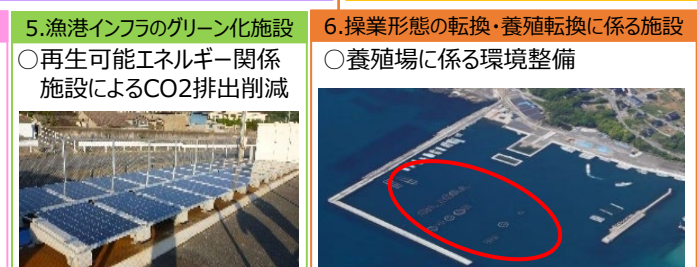 5.漁港インフラのグリーン化施設
○再生可能エネルギー関係
施設によるCO2排出削減
6.操業形態の転換・養殖転換に係る施設
○養殖場に係る環境整備